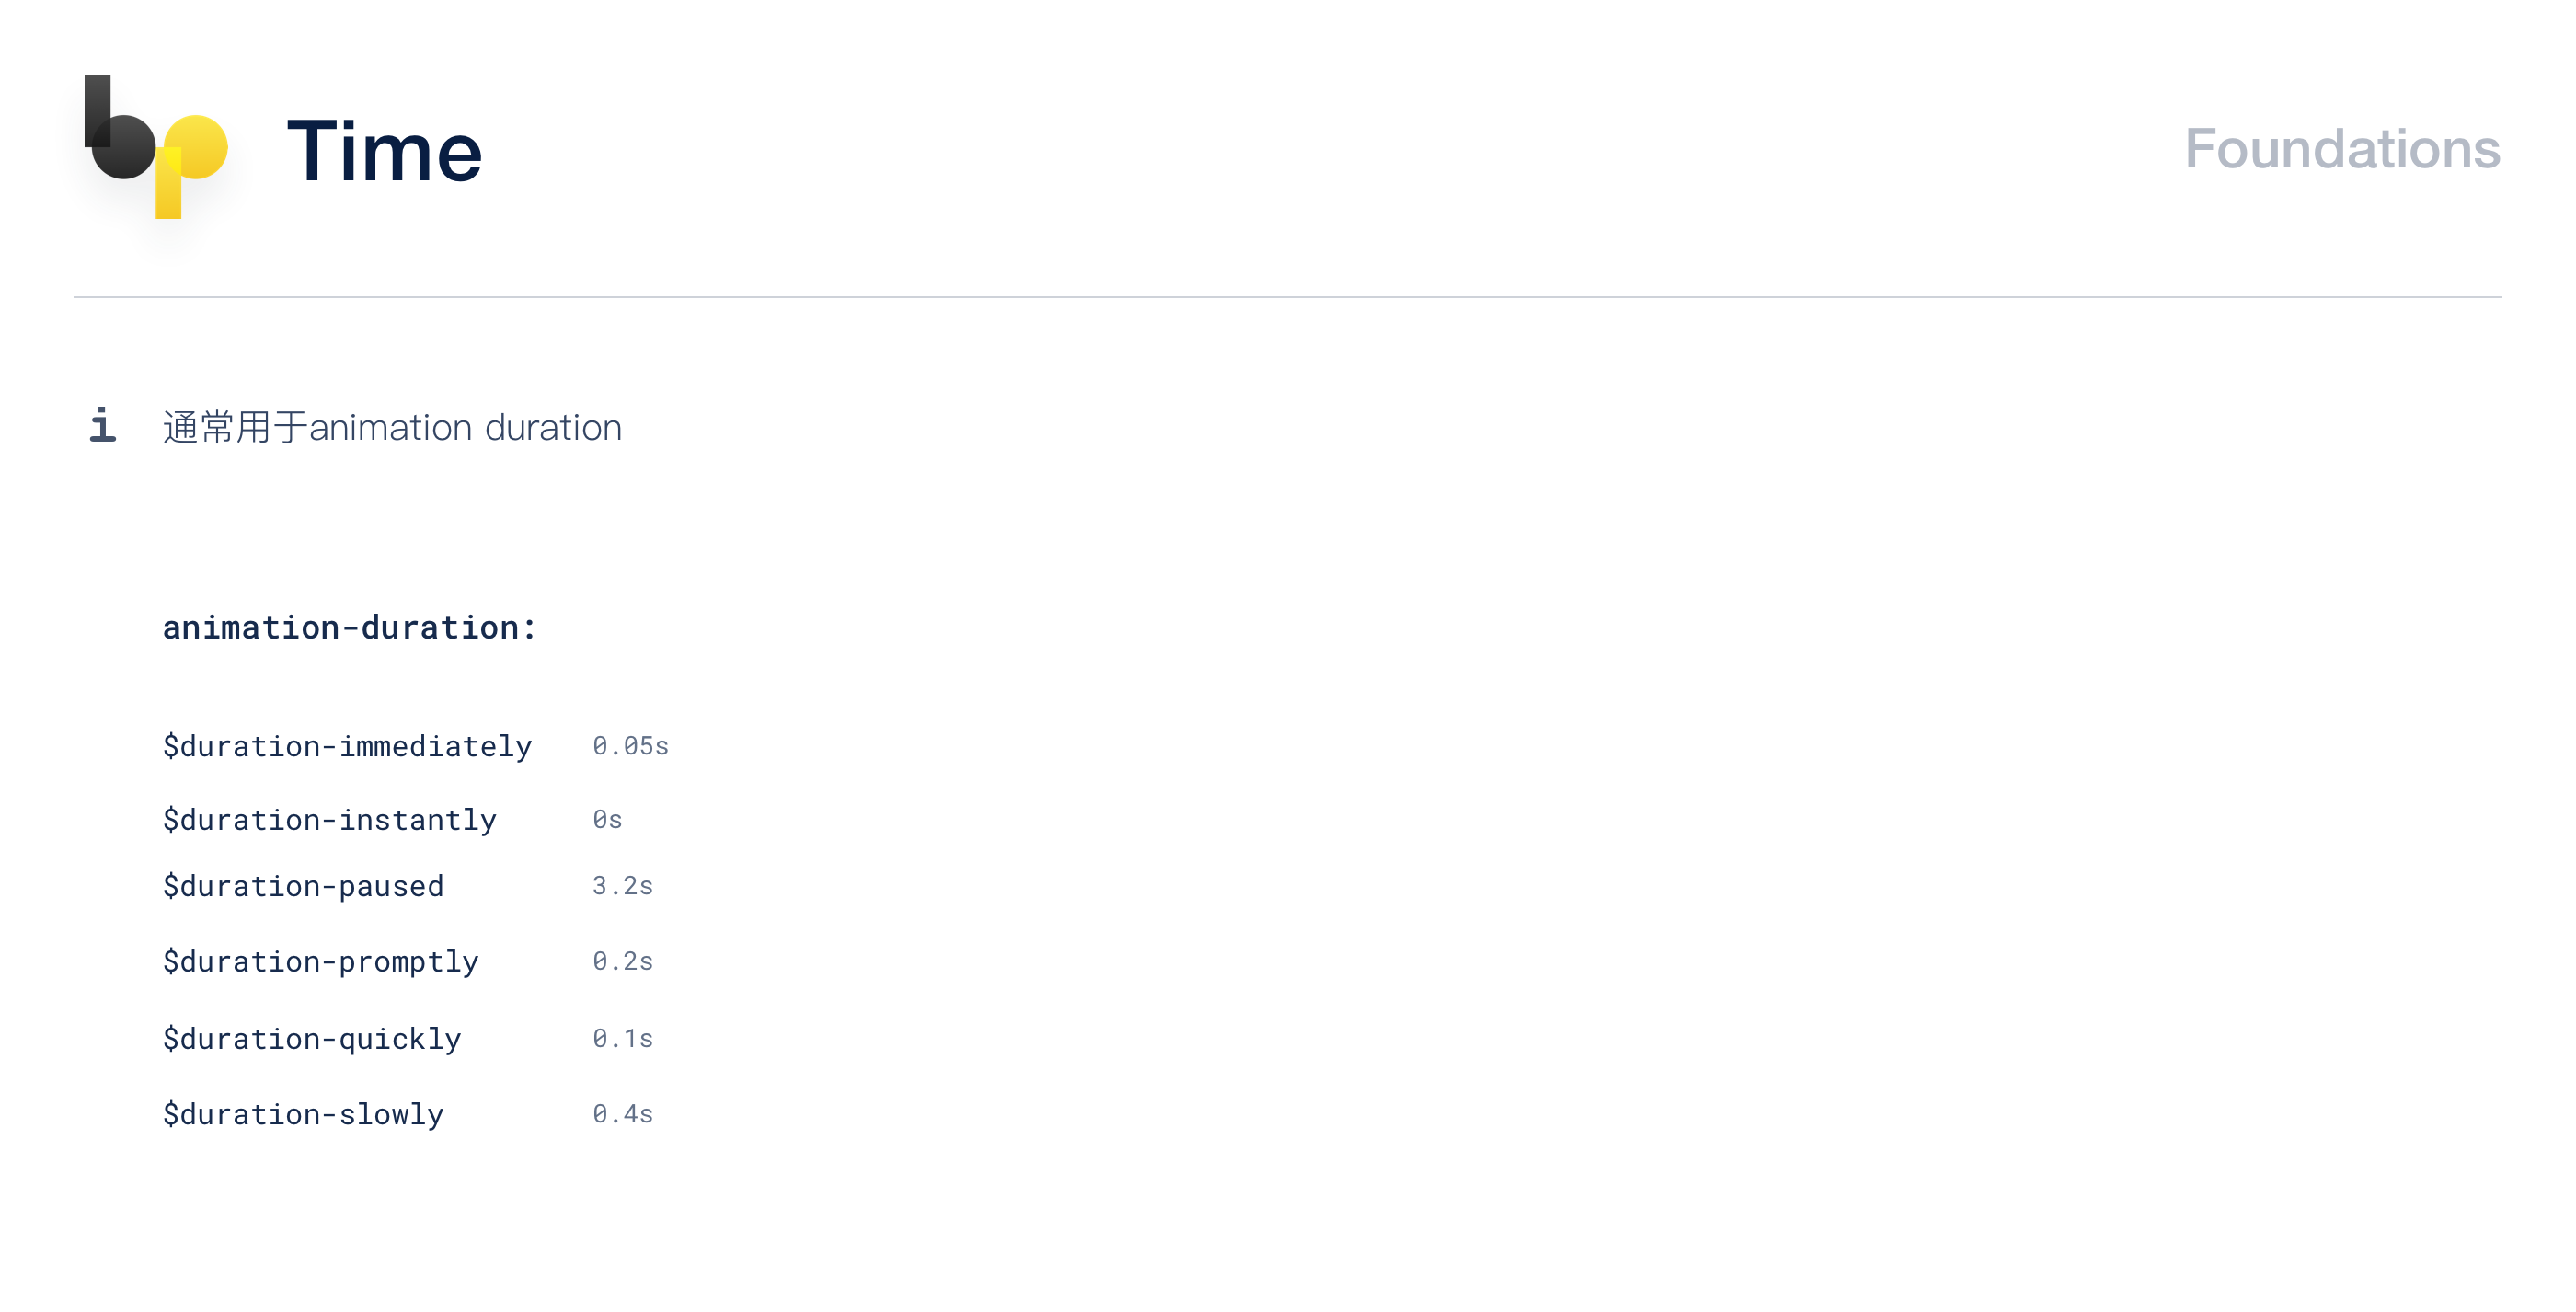 bp
Time
Foundations
i 通常用于animation duration
animation-duration:
$duration-immediately 0.05s
$duration-instantly 0s
$duration-paused 3.2s
$duration-promptly 0.2s
$duration-quickly 0.1s
$duration-slowly 0.4s